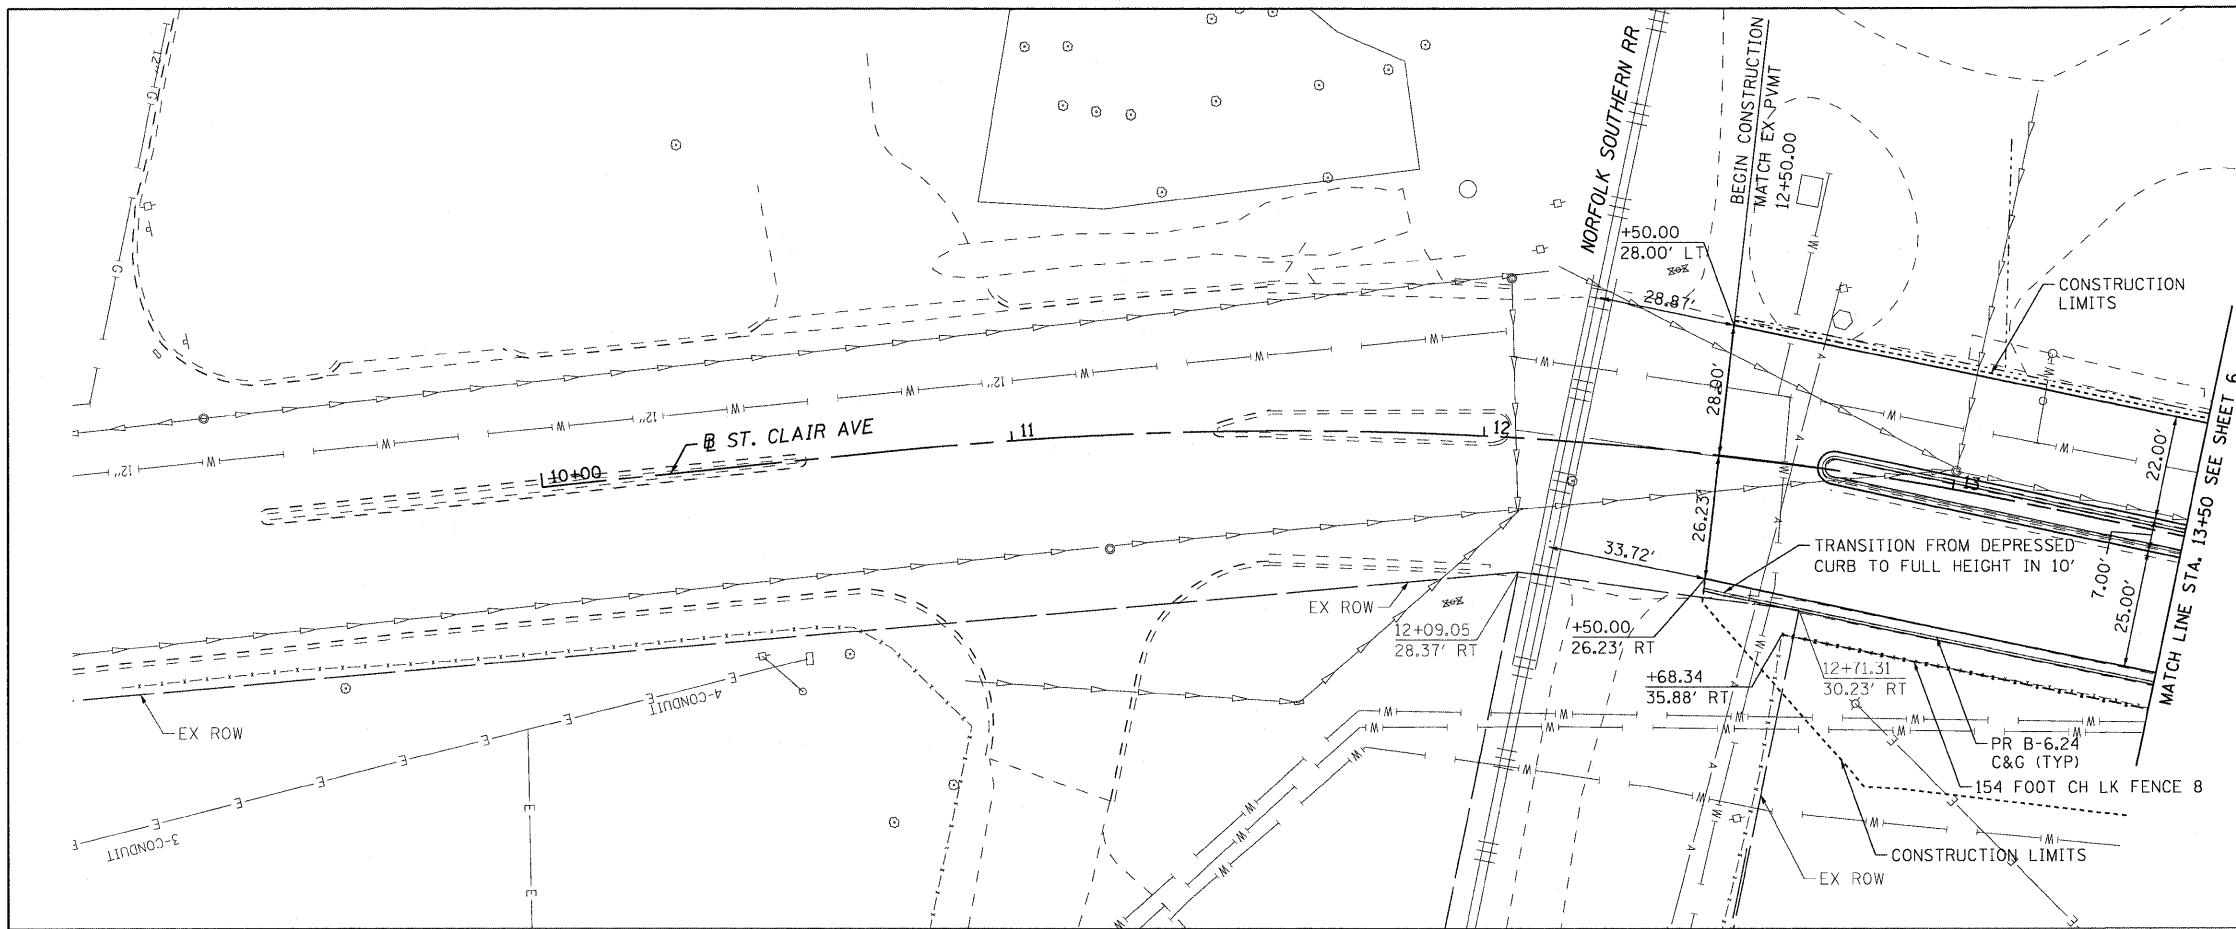 12"
G
G
NORFOLK SOUTHERN RR
BEGIN CONSTRUCTION
MATCH EX PVMT
12+50.00
+50.00
28.00' LT
28.87'
CONSTRUCTION
LIMITS
28.00'
22.00'
MATCH LINE STA. 13+50 SEE SHEET 6
12"
12"
12"
W
W
W
W
W
W
W
W
W
W
W
W
A
A
A
A
A
A
℄ ST. CLAIR AVE
10+00
11
12
13
26.23'
33.72'
TRANSITION FROM DEPRESSED
CURB TO FULL HEIGHT IN 10'
7.00'
25.00'
EX ROW
12+09.05
28.37' RT
+50.00
26.23' RT
+68.34
35.88' RT
12+71.31
30.23' RT
EX ROW
4-CONDUIT
3-CONDUIT
E
E
E
E
E
E
E
E
E
PR B-6.24
C&G (TYP)
154 FOOT CH LK FENCE 8
CONSTRUCTION LIMITS
EX ROW
W
W
W
W
W
W
W
W
W
W
E
E
E
E